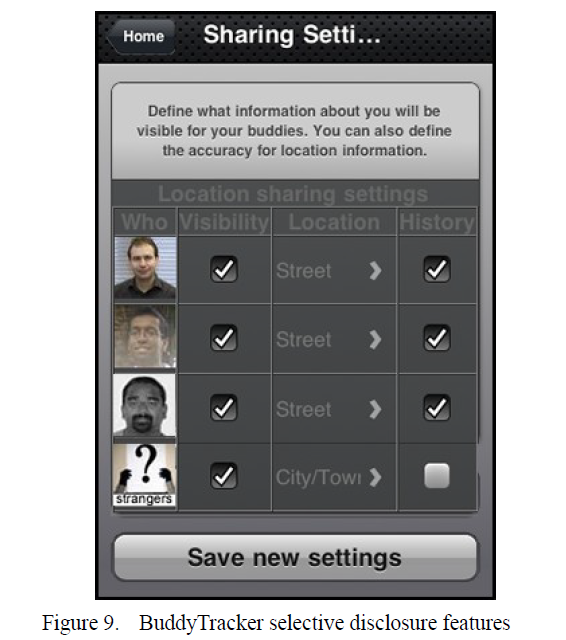 Home
Sharing Setti...
Define what information about you will be
visible for your buddies. You can also define
the accuracy for location information.
Location sharing settings
Who Visibility Location History
Street
Street
Street
?
strangers
City/Tow
Save new settings
Figure 9. BuddyTracker selective disclosure features